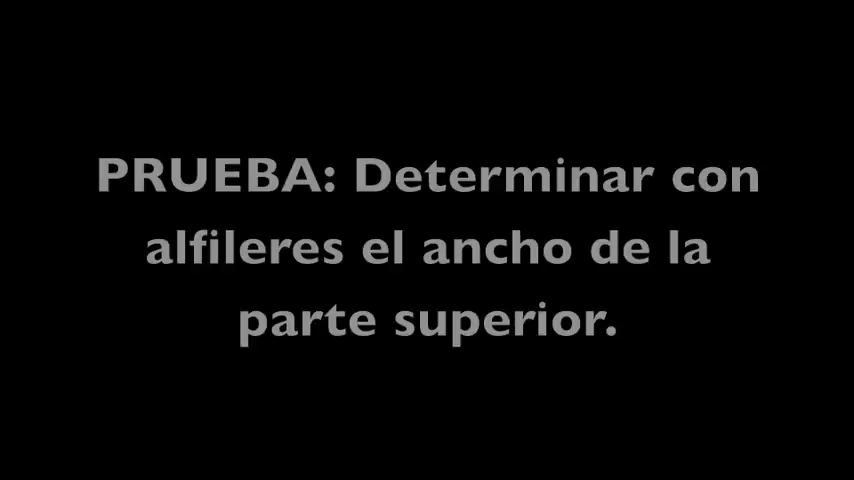 PRUEBA: Determinar con
alfileres el ancho de la
parte superior.